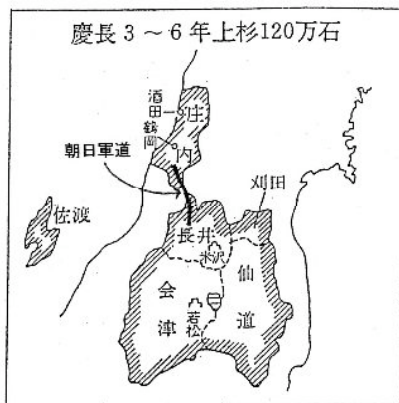 慶長3～6年上杉120万石
酒田
庄内
鶴岡
朝日軍道
刈田
佐渡
長井
米沢
仙道
会津
若松